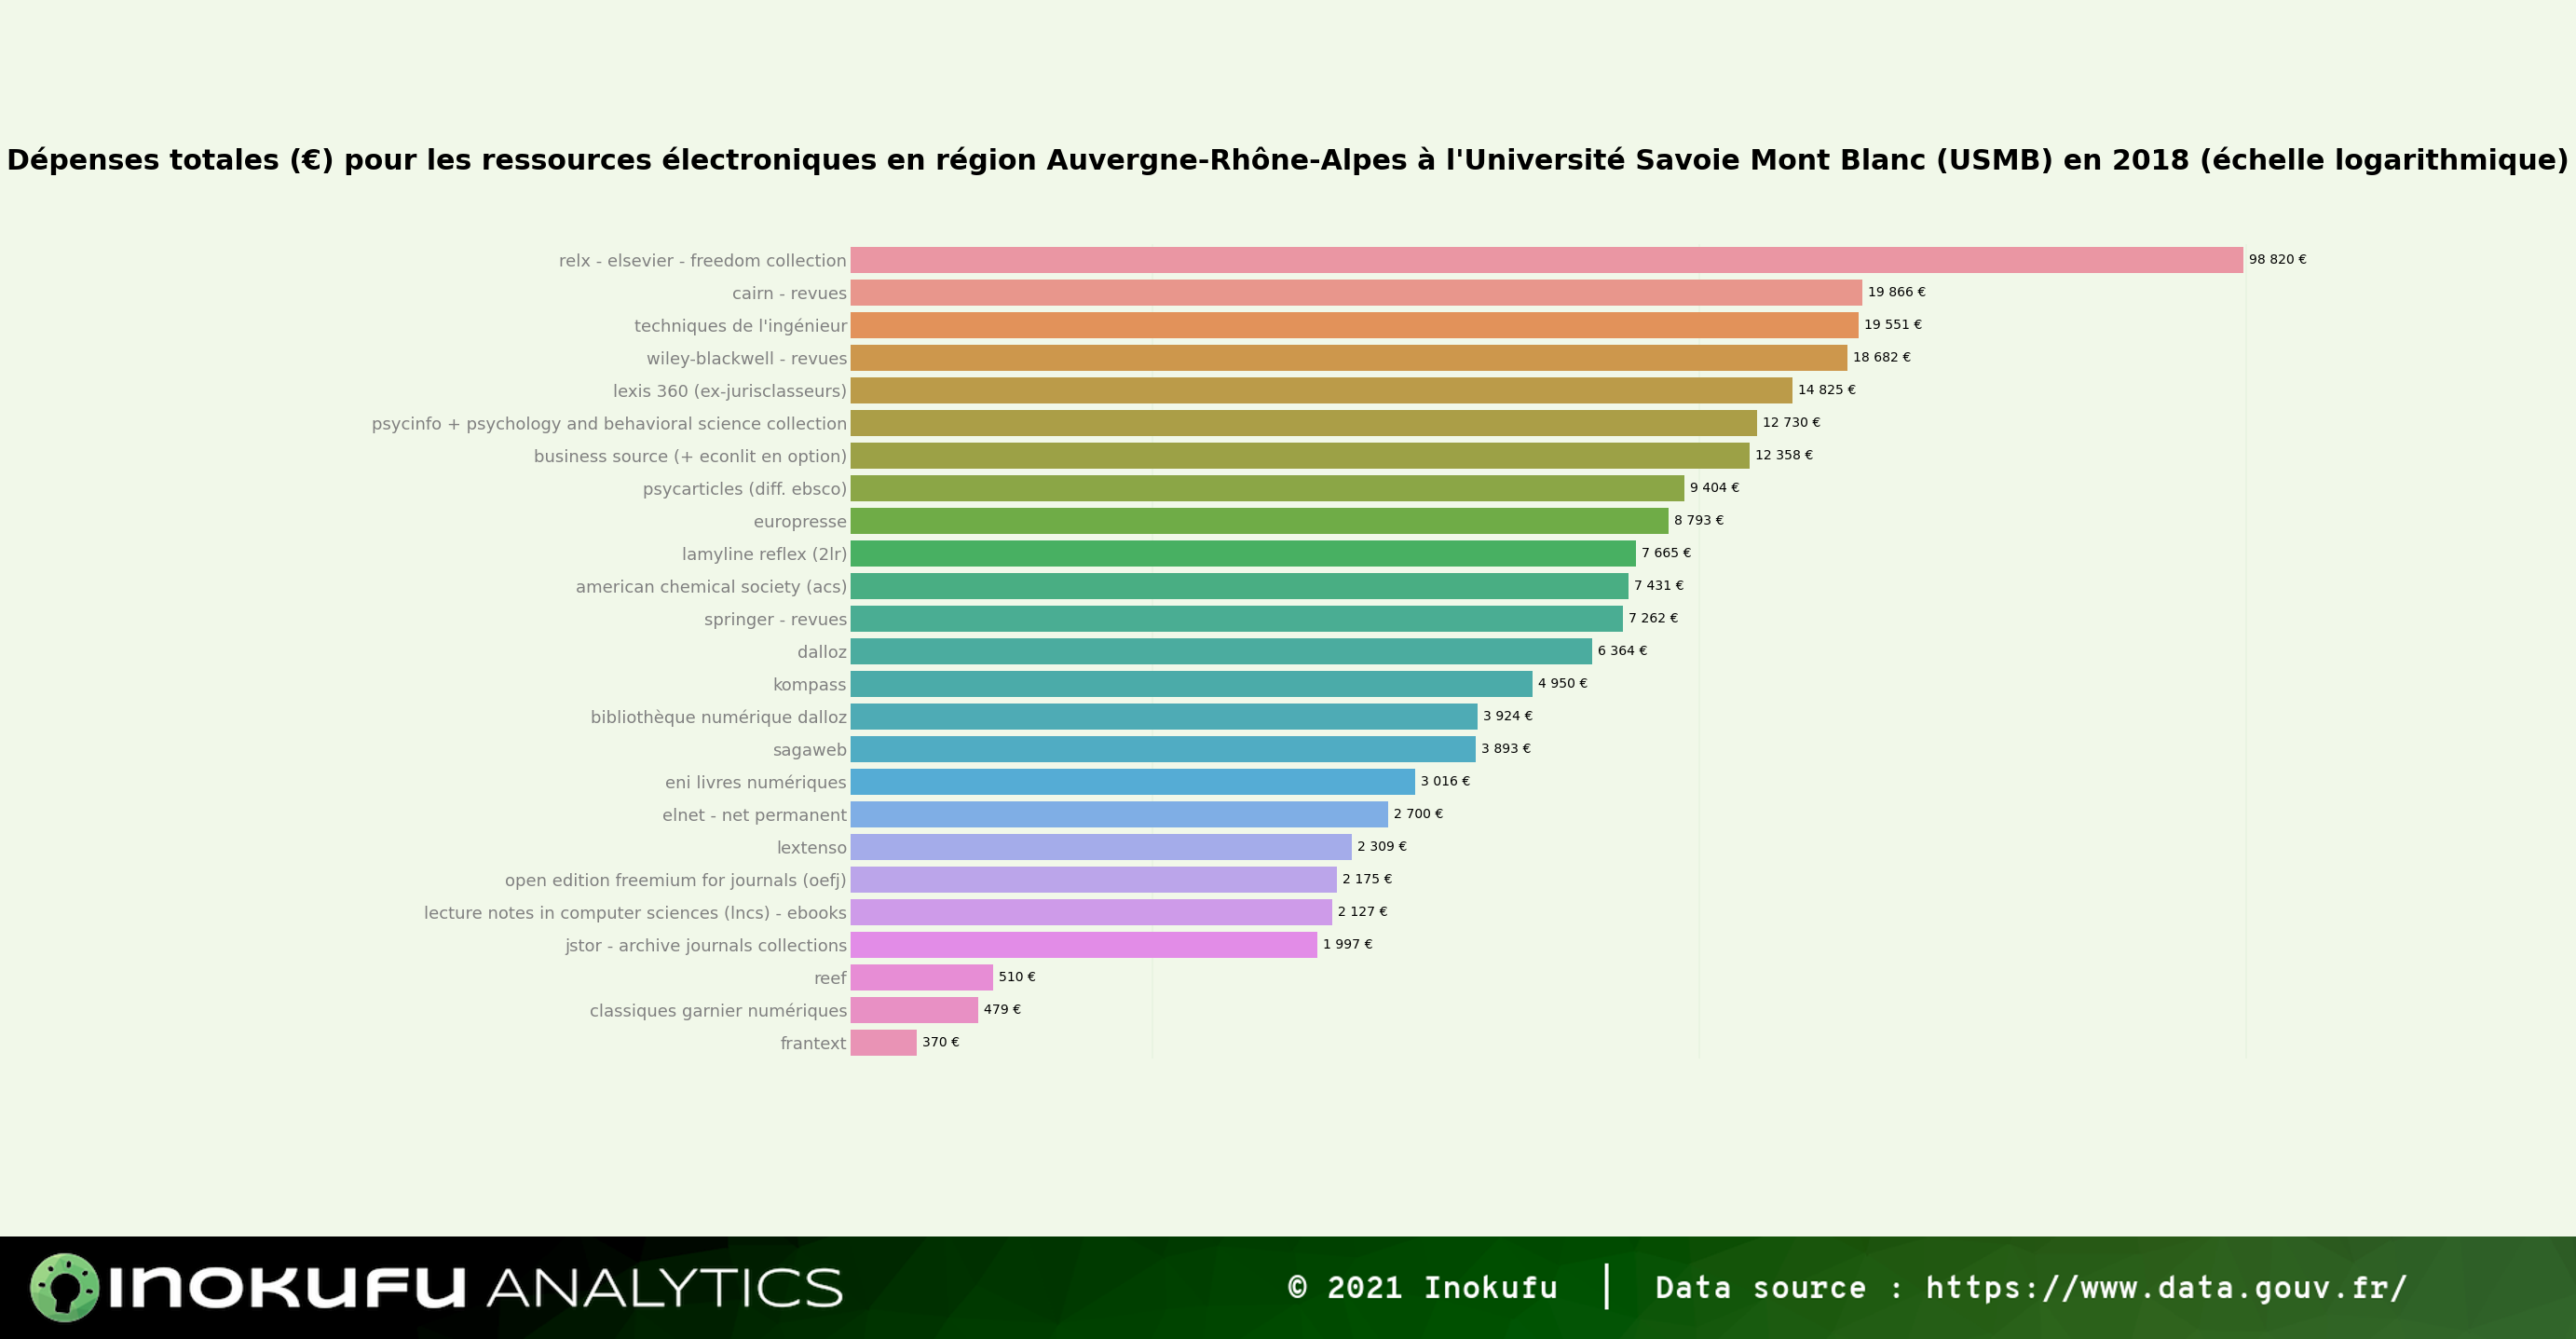 Dépenses totales (€) pour les ressources électroniques en région Auvergne-Rhône-Alpes à l'Université Savoie Mont Blanc (USMB) en 2018 (échelle logarithmique)
relx - elsevier - freedom collection 98 820 €
cairn - revues 19 866 €
techniques de l'ingénieur 19 551 €
wiley-blackwell - revues 18 682 €
lexis 360 (ex-jurisclasseurs) 14 825 €
psycinfo + psychology and behavioral science collection 12 730 €
business source (+ econlit en option) 12 358 €
psycarticles (diff. ebsco) 9 404 €
europresse 8 793 €
lamyline reflex (2lr) 7 665 €
american chemical society (acs) 7 431 €
springer - revues 7 262 €
dalloz 6 364 €
kompass 4 950 €
bibliothèque numérique dalloz 3 924 €
sagaweb 3 893 €
eni livres numériques 3 016 €
elnet - net permanent 2 700 €
lextenso 2 309 €
open edition freemium for journals (oefj) 2 175 €
lecture notes in computer sciences (lncs) - ebooks 2 127 €
jstor - archive journals collections 1 997 €
reef 510 €
classiques garnier numériques 479 €
frantext 370 €
INOKUFU ANALYTICS © 2021 Inokufu | Data source : https://www.data.gouv.fr/